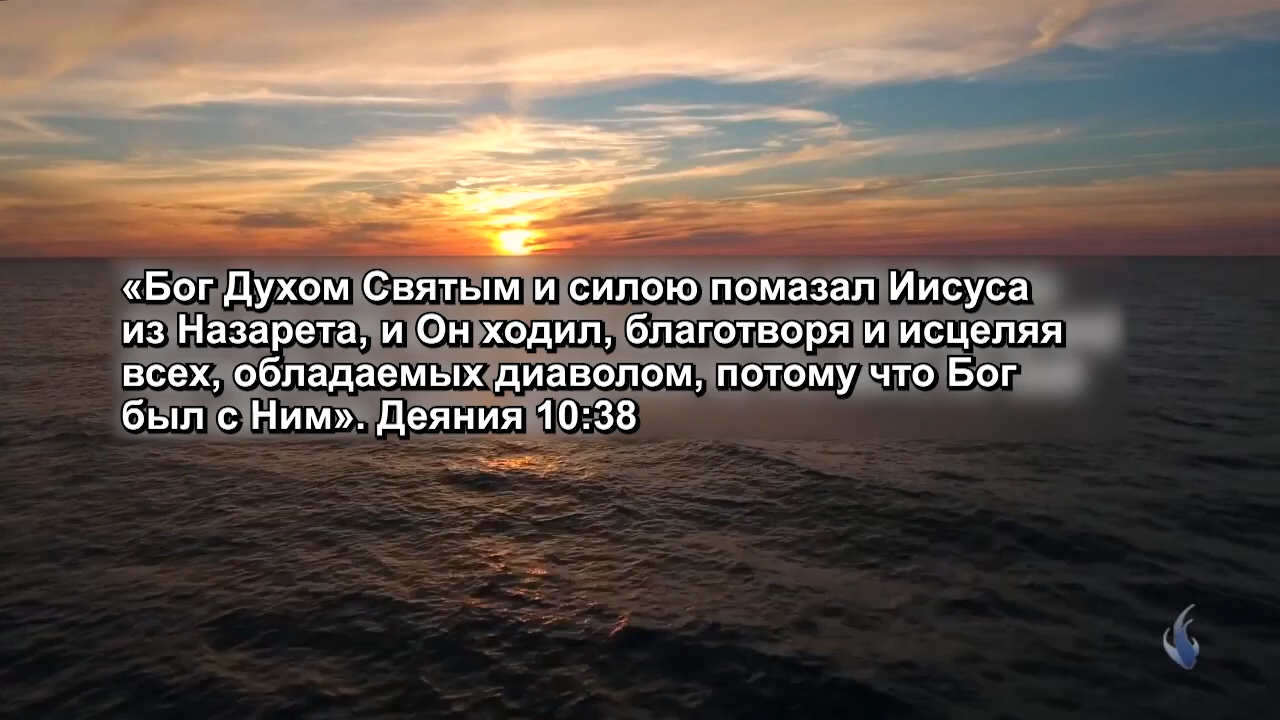 «Бог Духом Святым и силою помазал Иисуса
из Назарета, и Он ходил, благотворя и исцеляя
всех, обладаемых диаволом, потому что Бог
был с Ним». Деяния 10:38